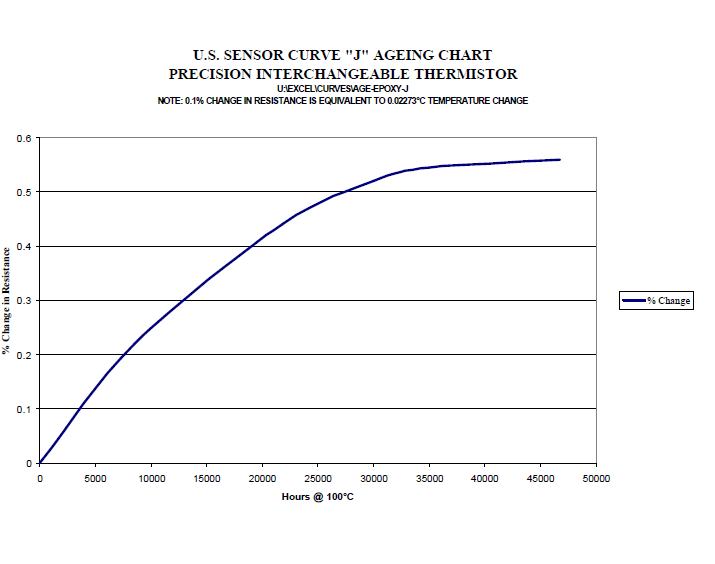 U.S. SENSOR CURVE "J" AGEING CHART
PRECISION INTERCHANGEABLE THERMISTOR
U:\EXCEL\CURVES\AGE-EPOXY-J
NOTE: 0.1% CHANGE IN RESISTANCE IS EQUIVALENT TO 0.02273°C TEMPERATURE CHANGE
% Change in Resistance
0.6
0.5
0.4
0.3
0.2
0.1
0
% Change
0 5000 10000 15000 20000 25000 30000 35000 40000 45000 50000
Hours @ 100°C